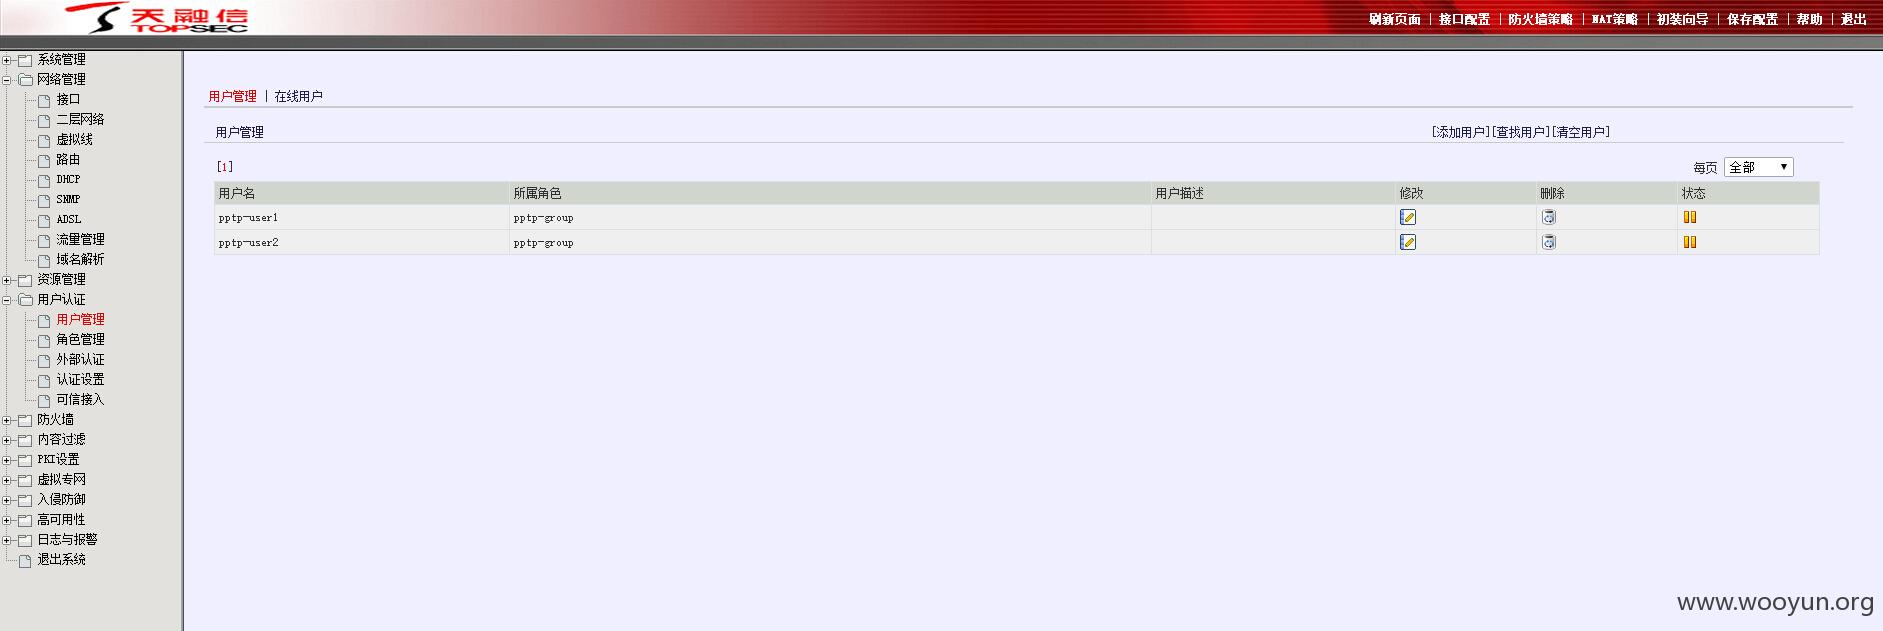 天融信
TOPSEC
刷新页面 | 接口配置 | 防火墙策略 | NAT策略 | 初装向导 | 保存配置 | 帮助 | 退出
系统管理
网络管理
接口
二层网络
虚拟线
路由
DHCP
SNMP
ADSL
流量管理
域名解析
资源管理
用户认证
用户管理
角色管理
外部认证
认证设置
可信接入
防火墙
内容过滤
PKI设置
虚拟专网
入侵防御
高可用性
日志与报警
退出系统
用户管理 | 在线用户
用户管理 [添加用户][查找用户][清空用户]
[1] 每页 全部
用户名 所属角色 用户描述 修改 删除 状态
pptp-user1 pptp-group
pptp-user2 pptp-group
www.wooyun.org